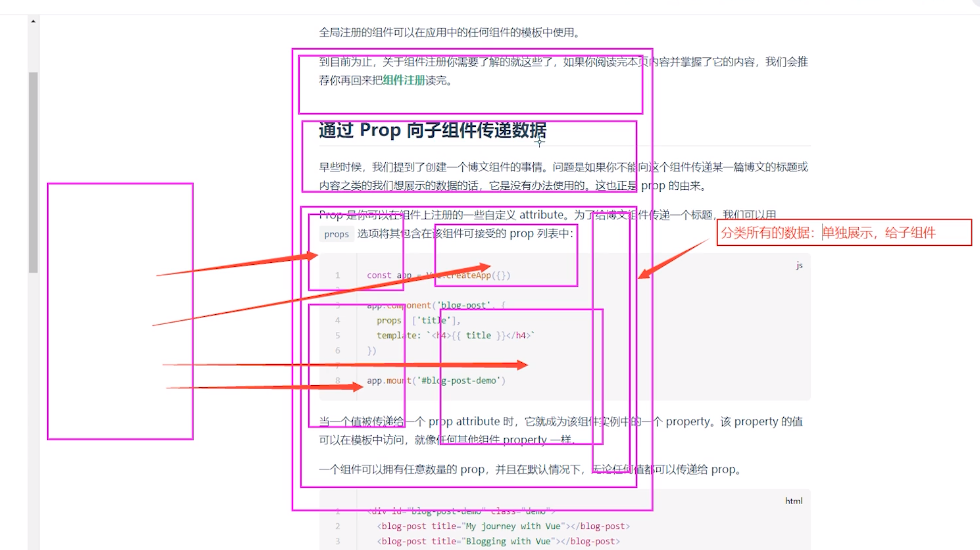 全局注册的组件可以在应用中的任何组件的模板中使用。
到目前为止，关于组件注册你需要了解的就这些了，如果你阅读完本页内容并掌握了它的内容，我们会推
荐你再回来把组件注册读完。
通过 Prop 向子组件传递数据
早些时候，我们提到了创建一个博文组件的事情。问题是如果你不能向这个组件传递某一篇博文的标题或
内容之类的我们想展示的数据的话，它是没有办法使用的。这也正是 prop 的由来。
Prop 是你可以在组件上注册的一些自定义 attribute。为了给博文组件传递一个标题，我们可以用
props 选项将其包含在该组件可接受的 prop 列表中：
分类所有的数据：单独展示，给子组件
js
1 const app = Vue.createApp({})
3 app.component('blog-post', {
4 props: ['title'],
5 template: `<h4>{{ title }}</h4>`
6 })
8 app.mount('#blog-post-demo')
当一个值被传递给一个 prop attribute 时，它就成为该组件实例中的一个 property。该 property 的值
可以在模板中访问，就像任何其他组件 property 一样。
一个组件可以拥有任意数量的 prop，并且在默认情况下，无论任何值都可以传递给 prop。
html
1 <div id="blog-post-demo" class="demo">
2 <blog-post title="My journey with Vue"></blog-post>
3 <blog-post title="Blogging with Vue"></blog-post>